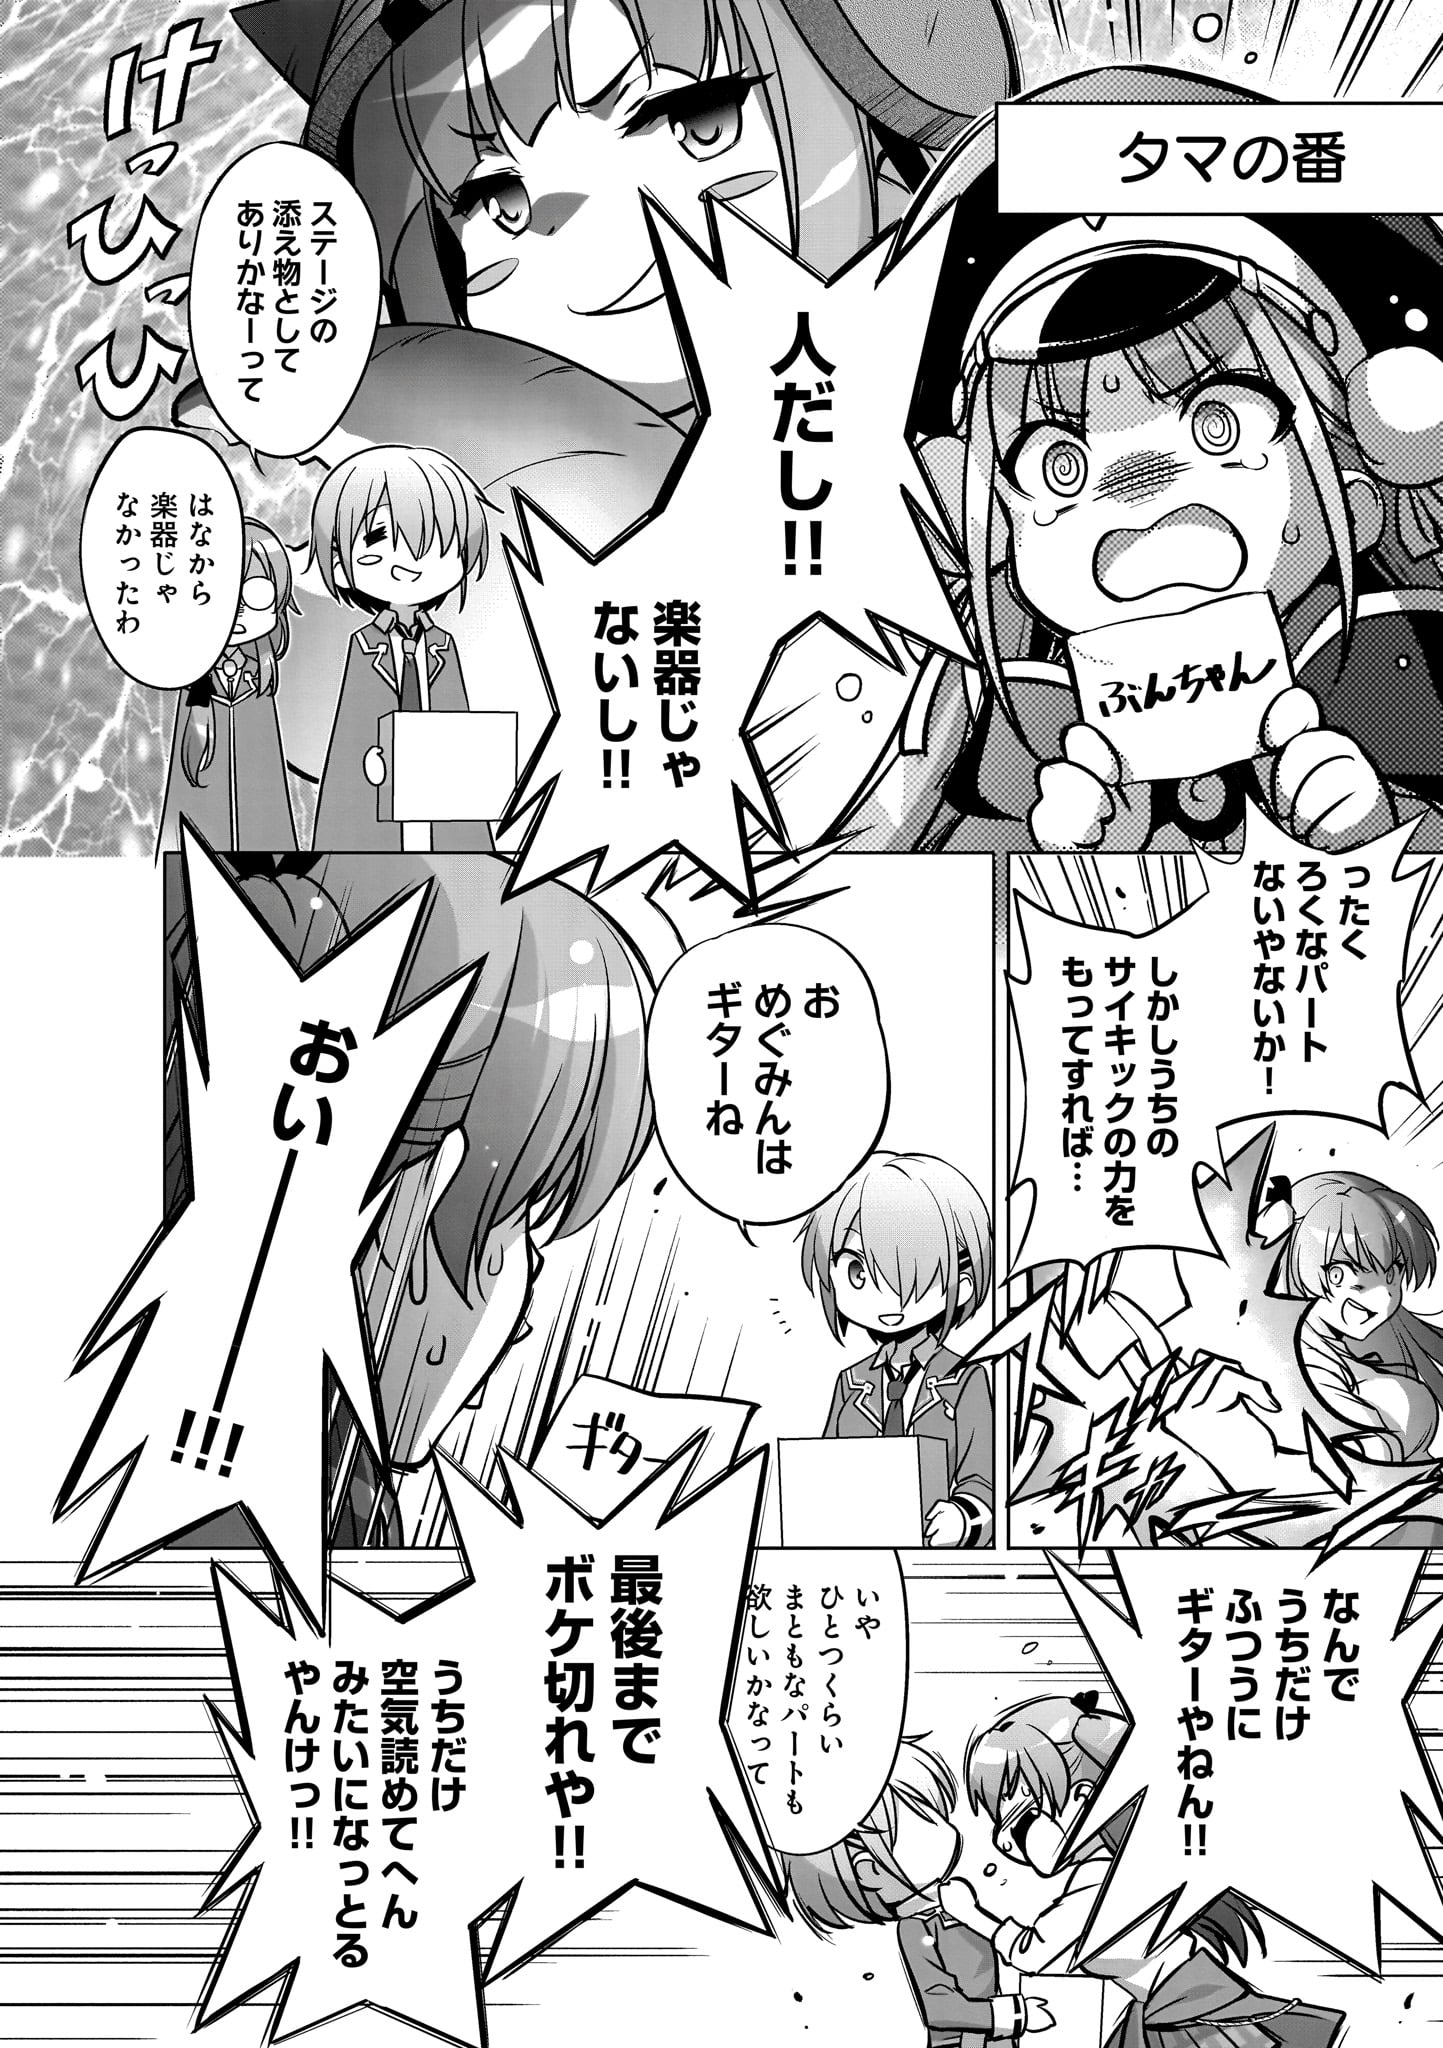 タマの番
ぶんちゃん
人だし!!
楽器じゃ
ないし!!
ステージの
添え物として
ありかなーって
はなから
楽器じゃ
なかったわ
けっひっひっ
ったく
ろくなパート
ないやないか!
しかしうちの
サイキックの力を
もってすれば…
ギャギャ
お
めぐみんは
ギターね
ギター
おい―――!!!
なんで
うちだけ
ふつうに
ギターやねん!!
いや
ひとつくらい
まともなパートも
欲しいかなって
最後まで
ボケ切れや!!
うちだけ
空気読めてへん
みたいになっとる
やんけっ!!